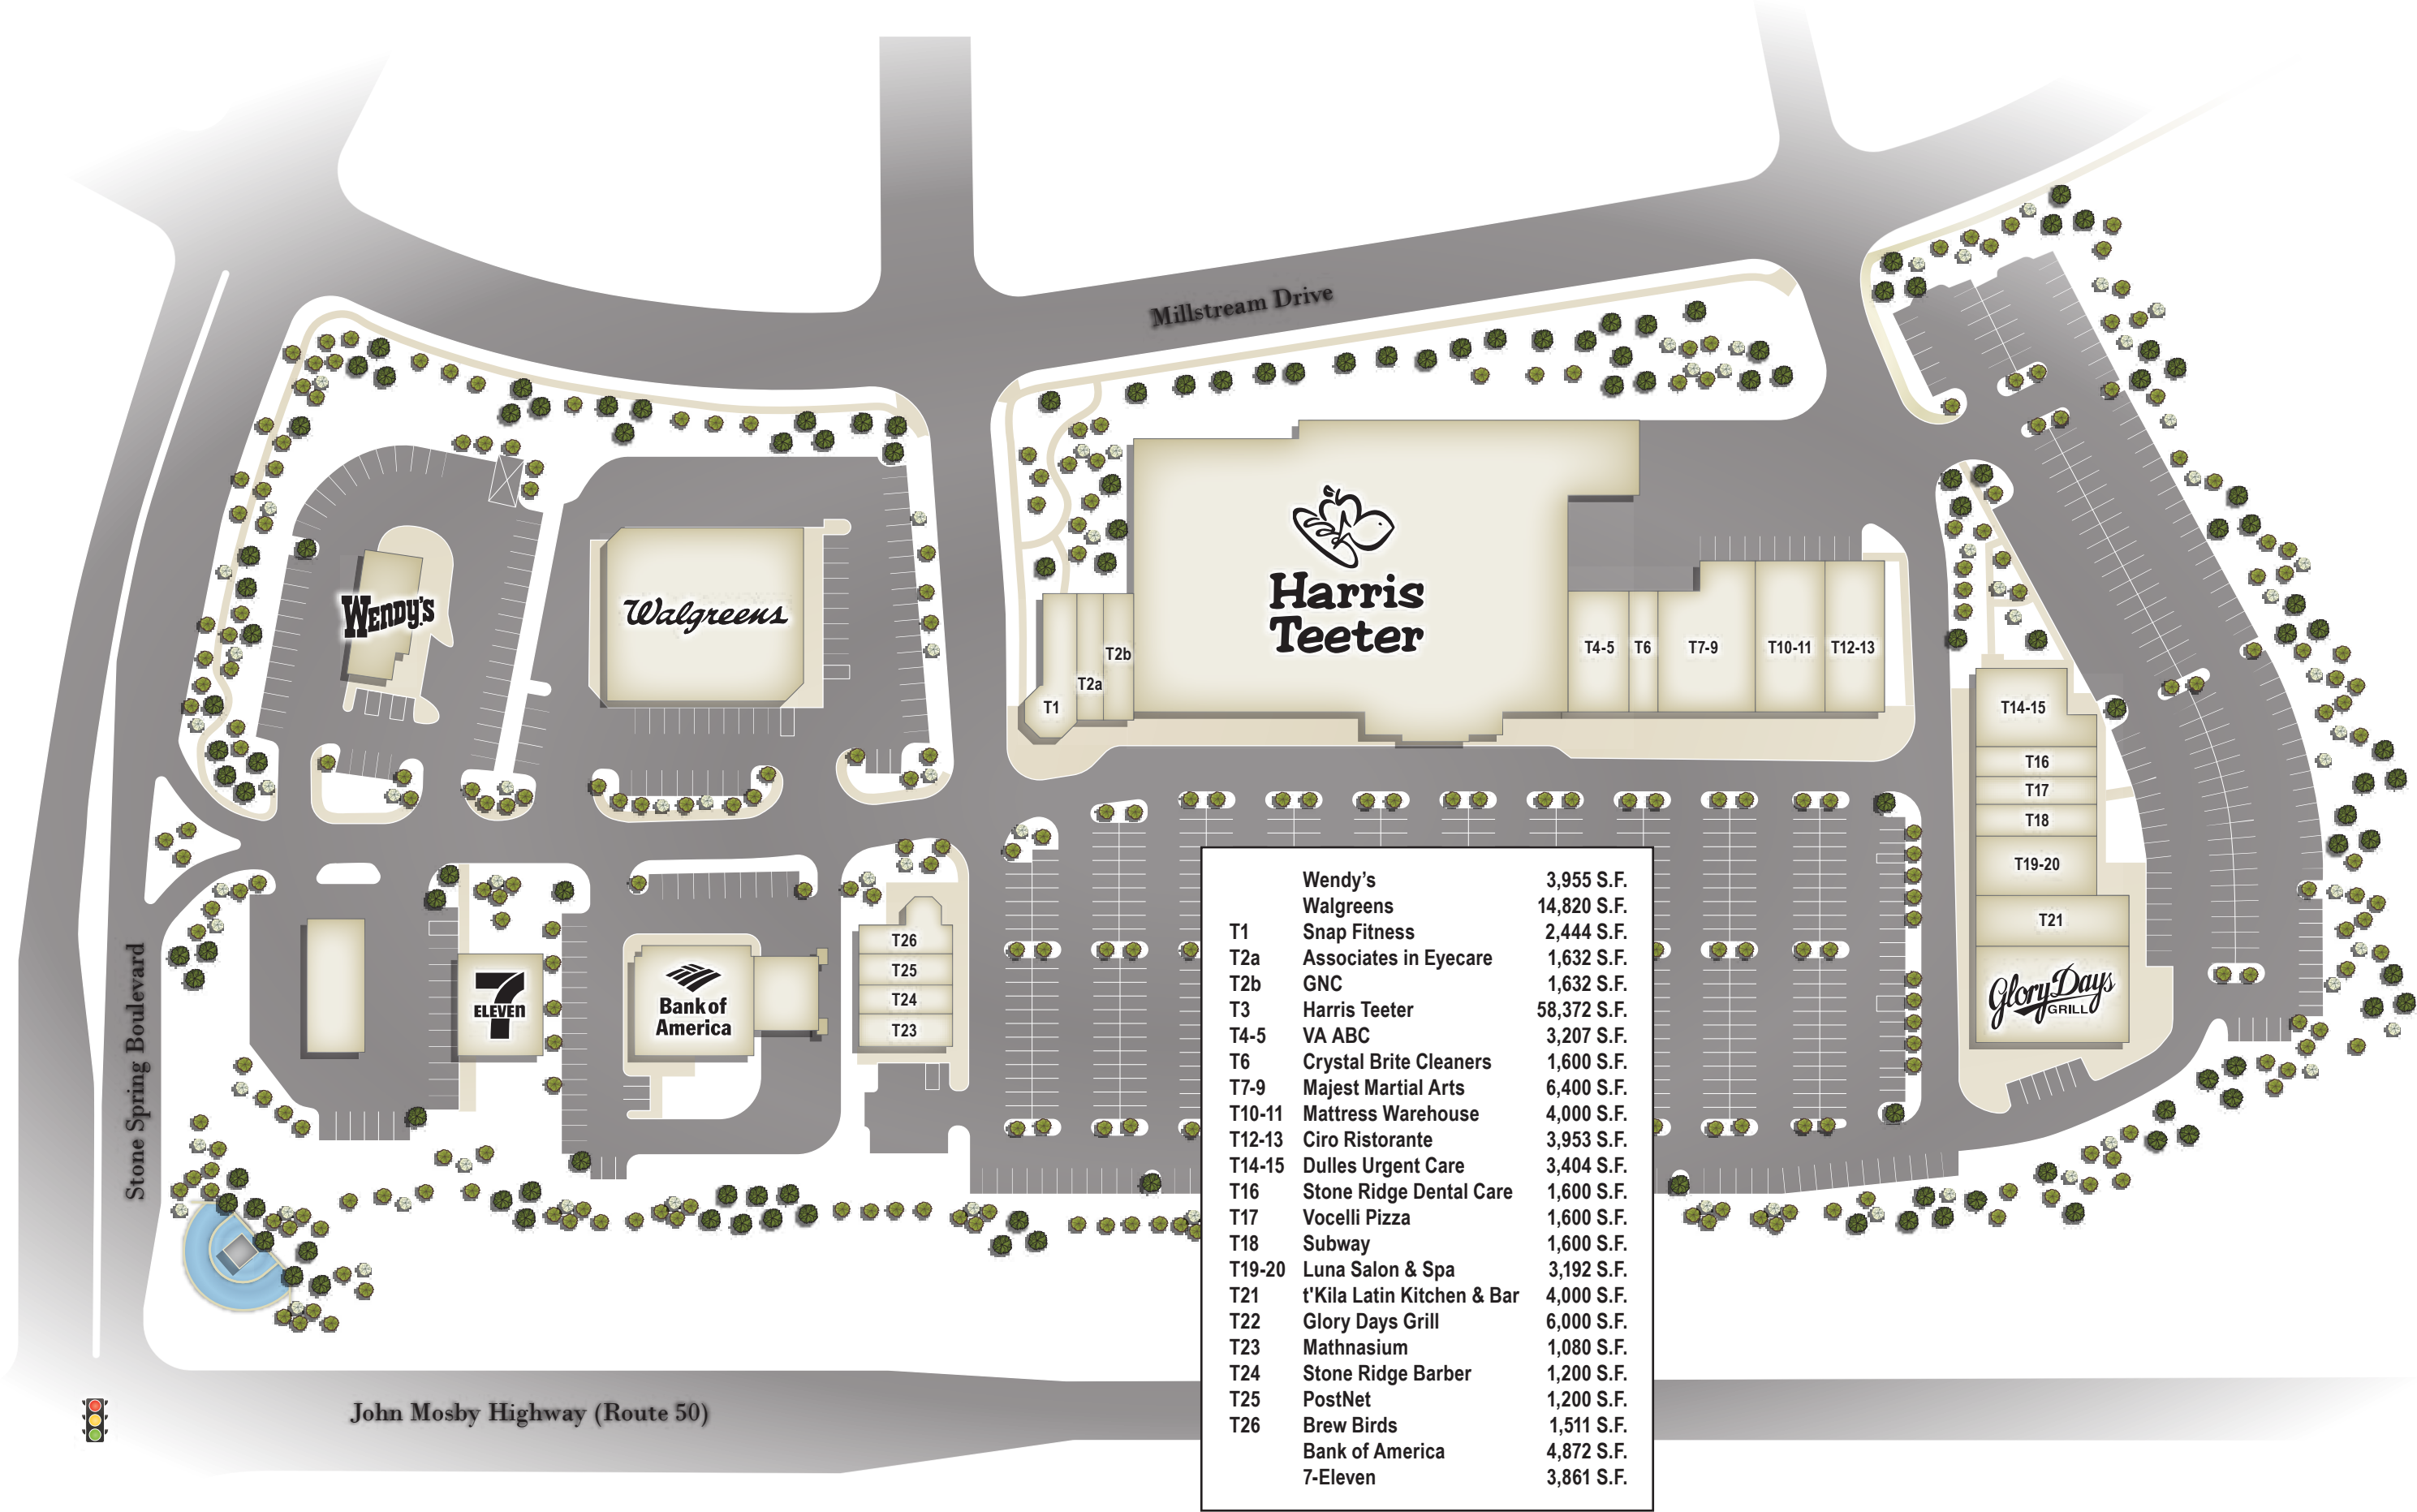 Millstream Drive
WENDY'S
Walgreens
Harris
Teeter
T1
T2a
T2b
T4-5
T6
T7-9
T10-11
T12-13
T14-15
T16
T17
T18
T19-20
T21
Glory Days
GRILL
7
ELEVEn
Bank of
America
T26
T25
T24
T23
Stone Spring Boulevard
John Mosby Highway (Route 50)
Wendy's 3,955 S.F.
Walgreens 14,820 S.F.
T1 Snap Fitness 2,444 S.F.
T2a Associates in Eyecare 1,632 S.F.
T2b GNC 1,632 S.F.
T3 Harris Teeter 58,372 S.F.
T4-5 VA ABC 3,207 S.F.
T6 Crystal Brite Cleaners 1,600 S.F.
T7-9 Majest Martial Arts 6,400 S.F.
T10-11 Mattress Warehouse 4,000 S.F.
T12-13 Ciro Ristorante 3,953 S.F.
T14-15 Dulles Urgent Care 3,404 S.F.
T16 Stone Ridge Dental Care 1,600 S.F.
T17 Vocelli Pizza 1,600 S.F.
T18 Subway 1,600 S.F.
T19-20 Luna Salon & Spa 3,192 S.F.
T21 t'Kila Latin Kitchen & Bar 4,000 S.F.
T22 Glory Days Grill 6,000 S.F.
T23 Mathnasium 1,080 S.F.
T24 Stone Ridge Barber 1,200 S.F.
T25 PostNet 1,200 S.F.
T26 Brew Birds 1,511 S.F.
Bank of America 4,872 S.F.
7-Eleven 3,861 S.F.